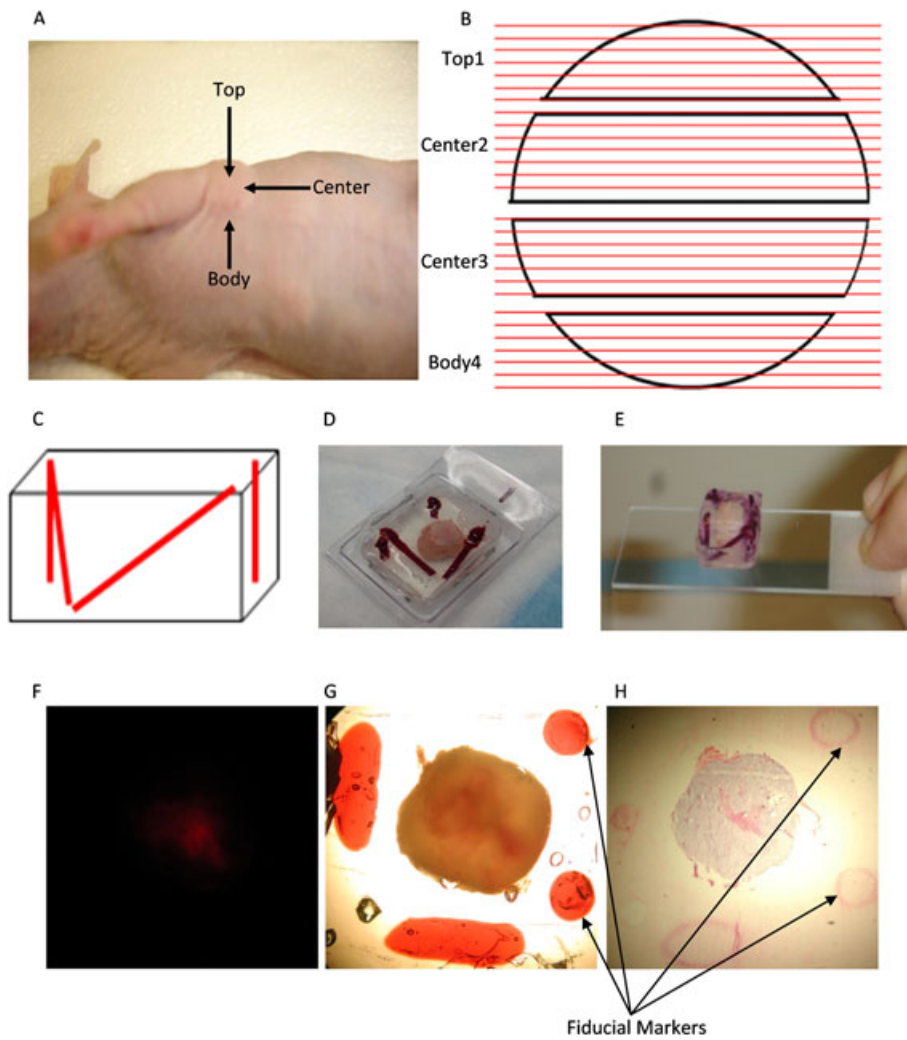 A
B
Top
Center
Body
Top1
Center2
Center3
Body4
C
D
E
F
G
H
Fiducial Markers